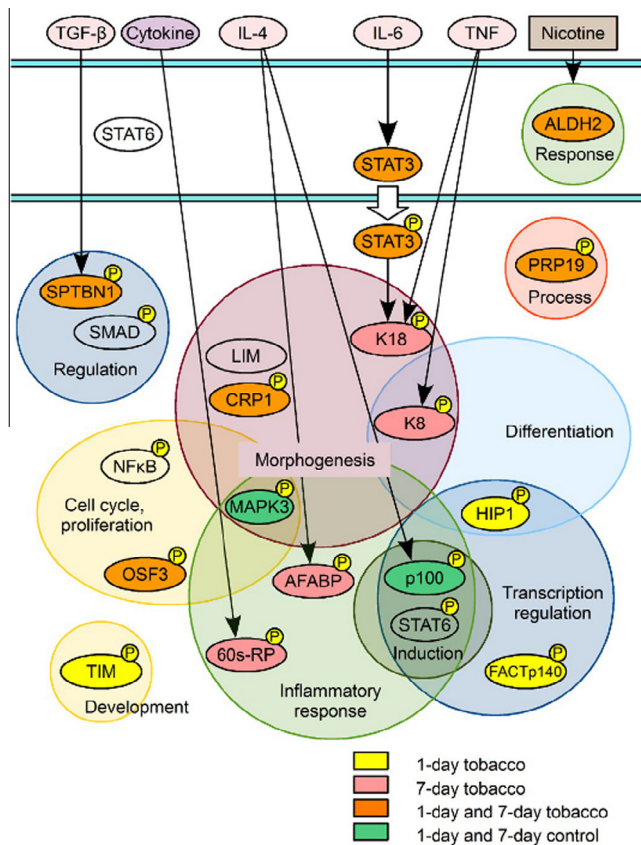 TGF-β
Cytokine
IL-4
IL-6
TNF
Nicotine
STAT6
ALDH2
Response
STAT3
P
STAT3
P
PRP19
Process
P
SPTBN1
P
SMAD
Regulation
P
K18
LIM
P
CRP1
P
K8
Differentiation
Morphogenesis
P
NFκB
Cell cycle,
proliferation
P
MAPK3
P
HIP1
P
OSF3
P
AFABP
P
p100
Transcription
regulation
P
STAT6
Induction
P
60s-RP
P
TIM
Development
Inflammatory
response
P
FACTp140
1-day tobacco
7-day tobacco
1-day and 7-day tobacco
1-day and 7-day control